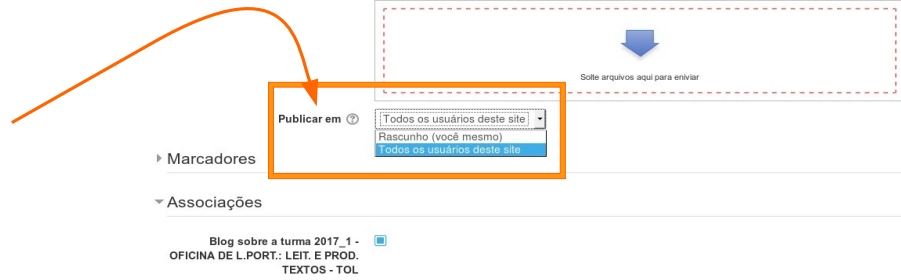 Solte arquivos aqui para eniviar
Publicar em
Todos os usuários deste site
Rascunho (você mesmo)
Todos os usuários deste site
Marcadores
Associações
Blog sobre a turma 2017_1 -
OFICINA DE L.PORT.: LEIT. E PROD.
TEXTOS - TOL